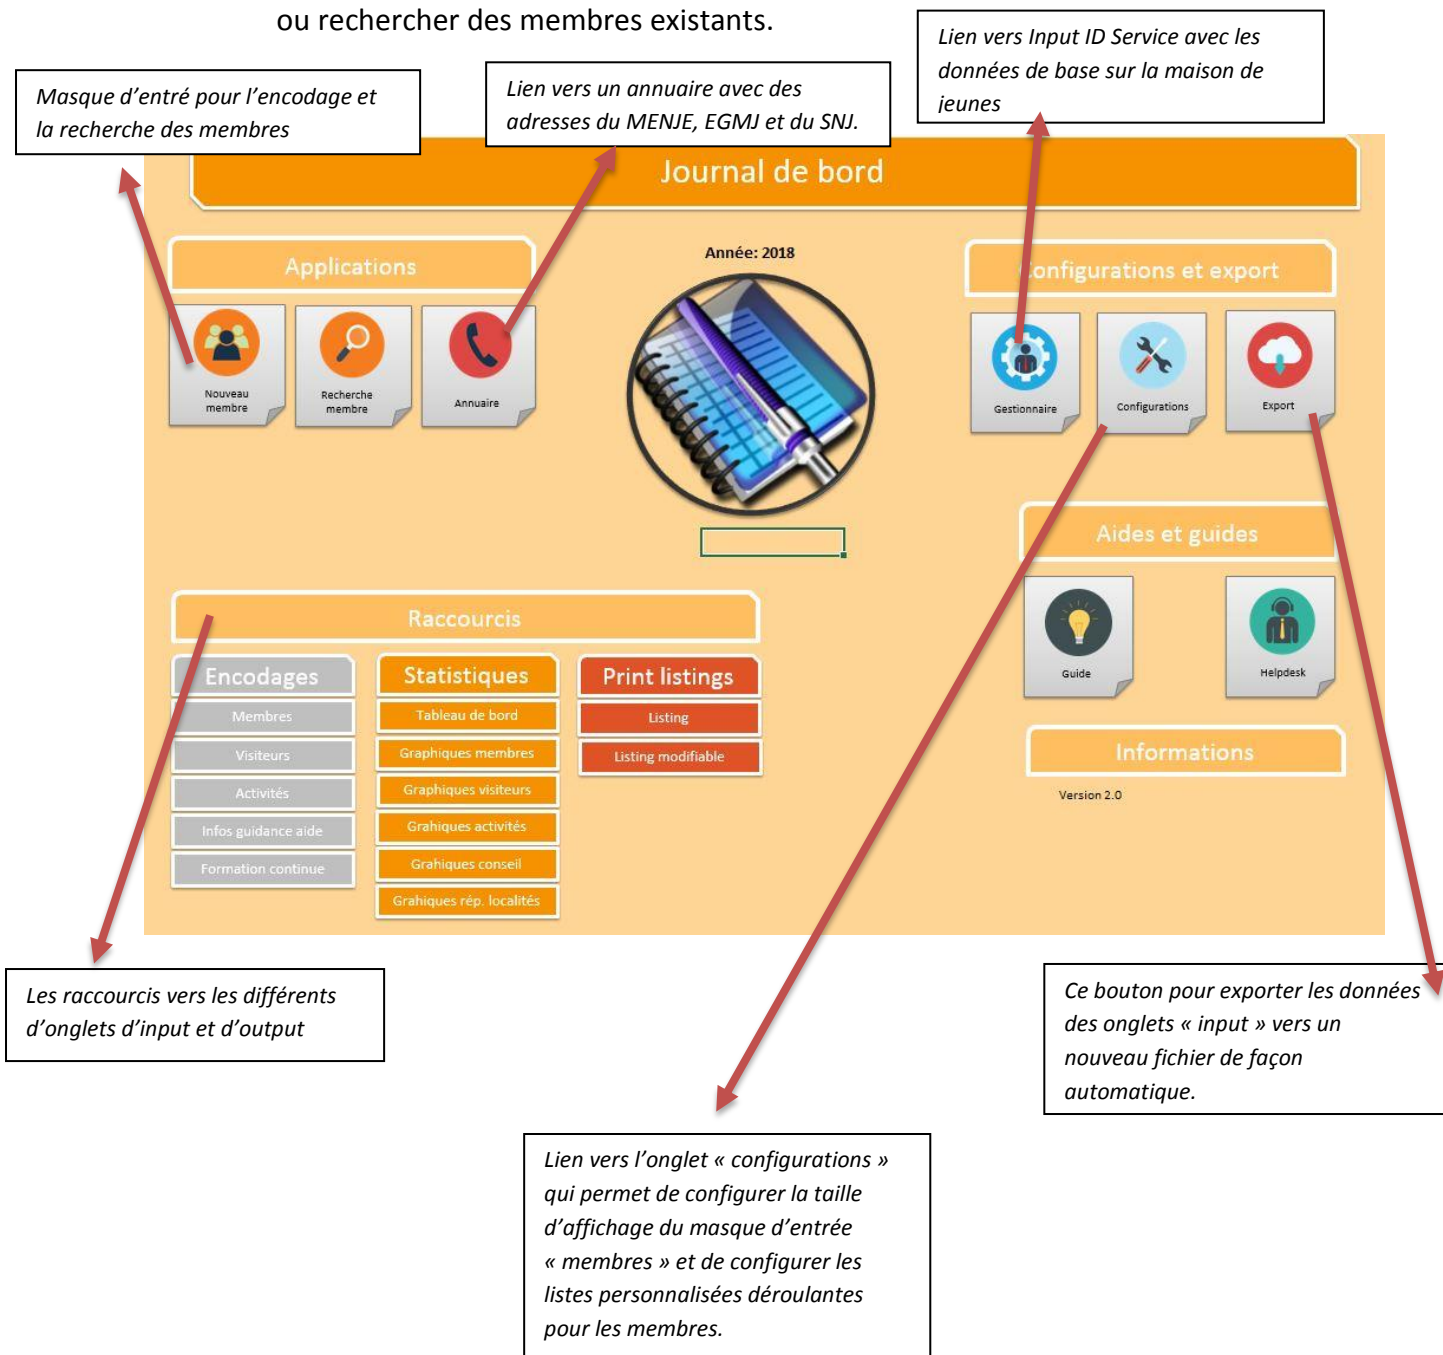 ou rechercher des membres existants.
Masque d'entré pour l'encodage et
la recherche des membres
Lien vers un annuaire avec des
adresses du MENJE, EGMJ et du SNJ.
Lien vers Input ID Service avec les
données de base sur la maison de
jeunes
Journal de bord
Applications
Nouveau
membre
Recherche
membre
Annuaire
Année: 2018
Configurations et export
Gestionnaire
Configurations
Export
Aides et guides
Guide
Helpdesk
Informations
Version 2.0
Raccourcis
Encodages
Membres
Visiteurs
Activités
Infos guidance aide
Formation continue
Statistiques
Tableau de bord
Graphiques membres
Graphiques visiteurs
Grahiques activités
Grahiques conseil
Grahiques rép. localités
Print listings
Listing
Listing modifiable
Les raccourcis vers les différents
d'onglets d'input et d'output
Ce bouton pour exporter les données
des onglets « input » vers un
nouveau fichier de façon
automatique.
Lien vers l'onglet « configurations »
qui permet de configurer la taille
d'affichage du masque d'entrée
« membres » et de configurer les
listes personnalisées déroulantes
pour les membres.